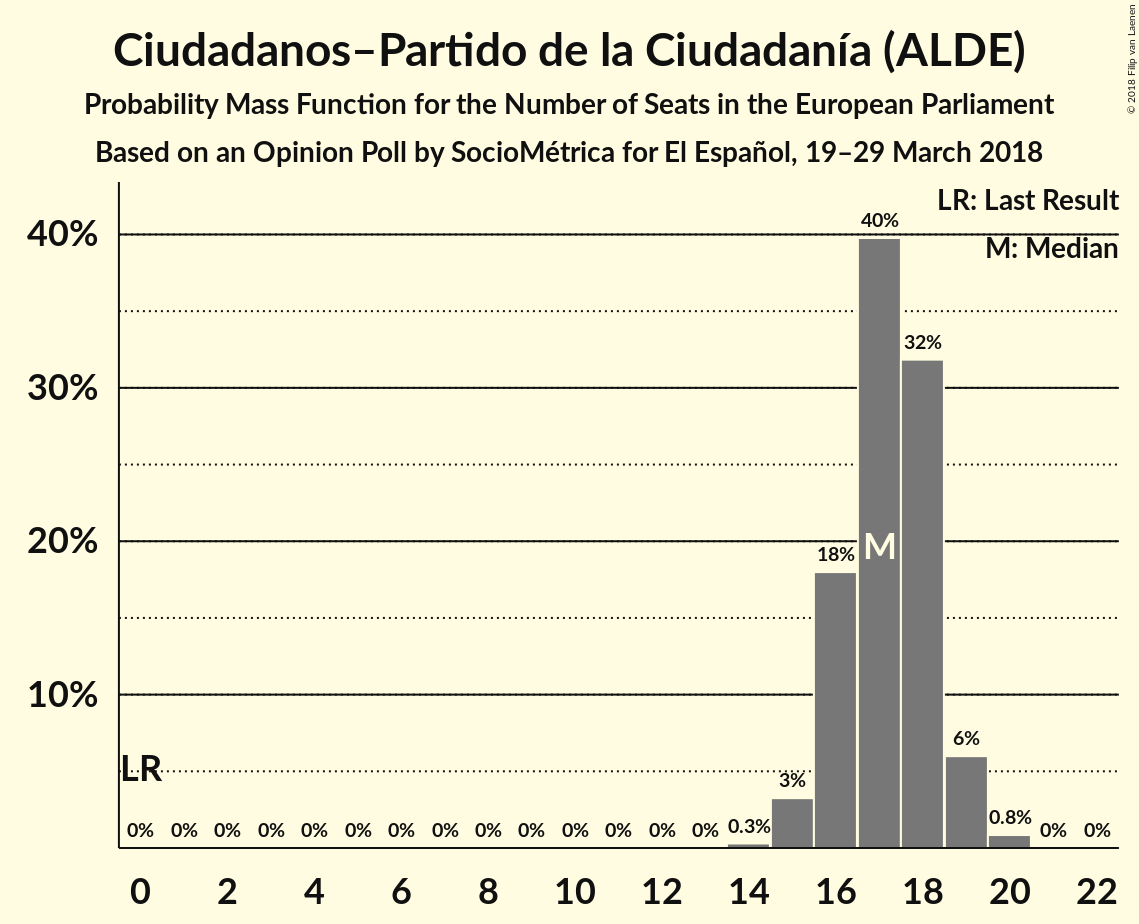 Ciudadanos–Partido de la Ciudadanía (ALDE)
Probability Mass Function for the Number of Seats in the European Parliament
Based on an Opinion Poll by SocioMétrica for El Español, 19–29 March 2018
© 2018 Filip van Laenen
LR: Last Result
M: Median
40%
30%
20%
10%
40%
32%
18%
M
6%
3%
LR
0% 0% 0% 0% 0% 0% 0% 0% 0% 0% 0% 0% 0% 0% 0.3% 0.8% 0% 0%
0 2 4 6 8 10 12 14 16 18 20 22